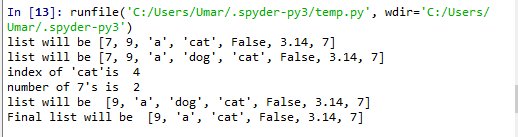 In [13]: runfile('C:/Users/Umar/.spyder-py3/temp.py', wdir='C:/Users/
Umar/.spyder-py3')
list will be [7, 9, 'a', 'cat', False, 3.14, 7]
list will be [7, 9, 'a', 'dog', 'cat', False, 3.14, 7]
index of 'cat'is  4
number of 7's is  2
list will be  [9, 'a', 'dog', 'cat', False, 3.14, 7]
Final list will be  [9, 'a', 'cat', False, 3.14, 7]